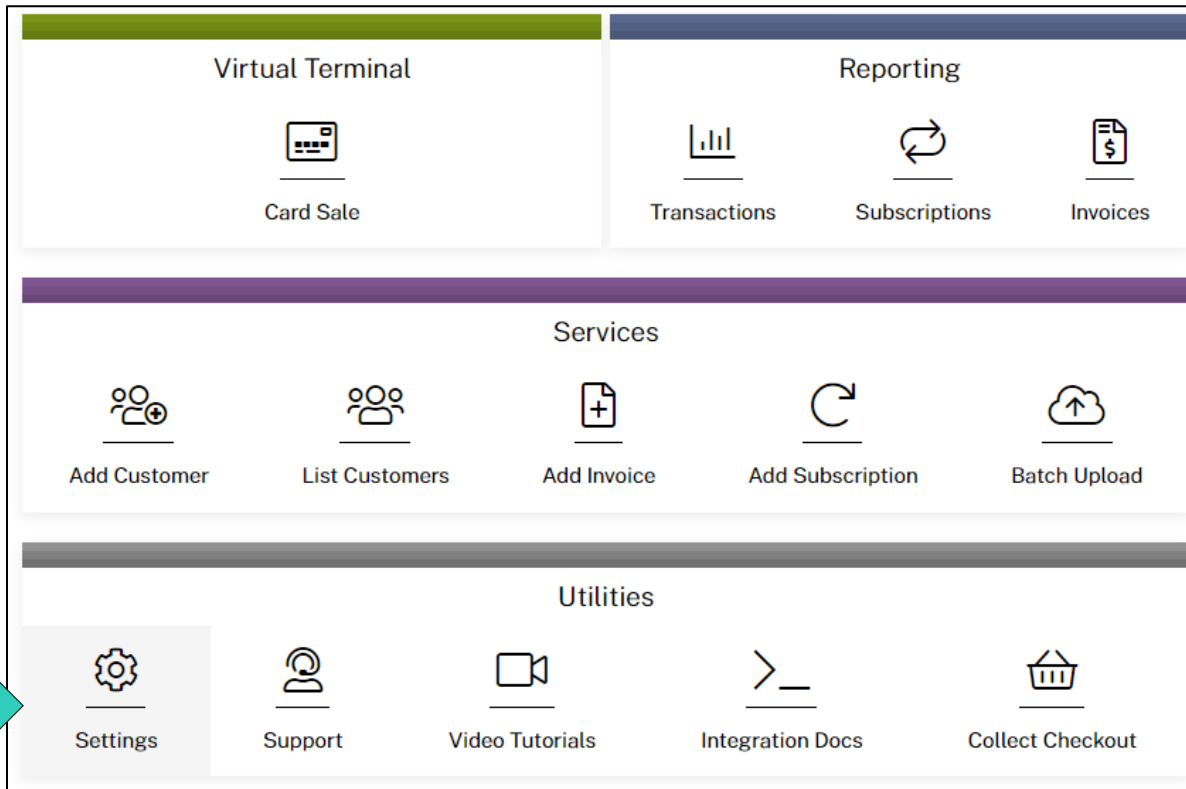 Virtual Terminal
Card Sale
Reporting
Transactions
Subscriptions
Invoices
Services
Add Customer
List Customers
Add Invoice
Add Subscription
Batch Upload
Utilities
Settings
Support
Video Tutorials
Integration Docs
Collect Checkout